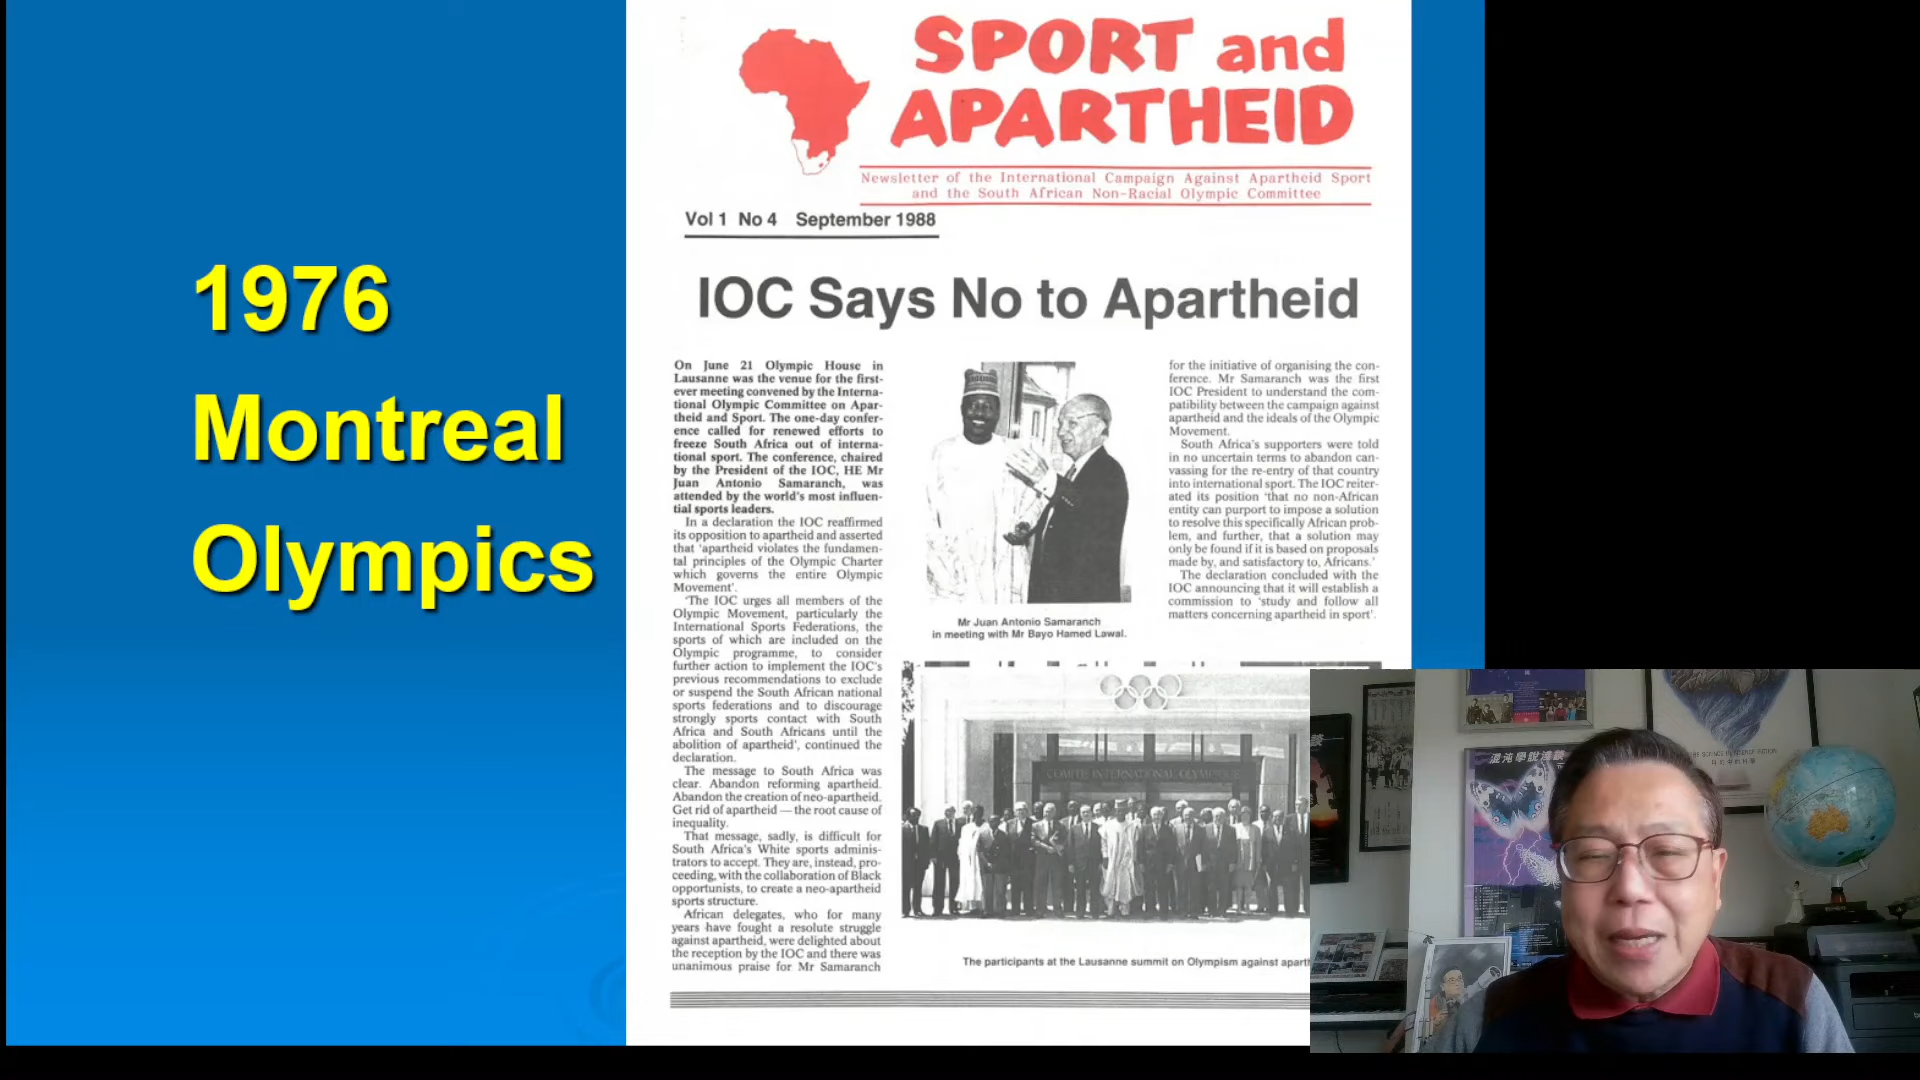 1976
Montreal
Olympics
SPORT and
APARTHEID
Newsletter of the International Campaign Against Apartheid Sport
and the South African Non-Racial Olympic Committee
Vol 1 No 4 September 1988
IOC Says No to Apartheid
On June 21 Olympic House in
Lausanne was the venue for the first-
ever meeting convened by the Interna-
tional Olympic Committee on Apar-
theid and Sport. The one-day confer-
ence called for renewed efforts to
freeze South Africa out of interna-
tional sport. The conference, chaired
by the President of the IOC, HE Mr
Juan Antonio Samaranch, was
attended by the world's most influen-
tial sports leaders.
In a declaration the IOC reaffirmed
its opposition to apartheid and asserted
that 'apartheid violates the fundamen-
tal principles of the Olympic Charter
which governs the entire Olympic
Movement'.
'The IOC urges all members of the
Olympic Movement, particularly the
International Sports Federations, the
sports of which are included on the
Olympic programme, to consider
further action to implement the IOC's
previous recommendations to exclude
or suspend the South African national
sports federations and to discourage
strongly sports contact with South
Africa and South Africans until the
abolition of apartheid', continued the
declaration.
The message to South Africa was
clear. Abandon reforming apartheid.
Abandon the creation of neo-apartheid.
Get rid of apartheid — the root cause of
inequality.
That message, sadly, is difficult for
South Africa's White sports adminis-
trators to accept. They are, instead, pro-
ceeding, with the collaboration of Black
opportunists, to create a neo-apartheid
sports structure.
African delegates, who for many
years have fought a resolute struggle
against apartheid, were delighted about
the reception by the IOC and there was
unanimous praise for Mr Samaranch
Mr Juan Antonio Samaranch
in meeting with Mr Bayo Hamed Lawal.
for the initiative of organising the con-
ference. Mr Samaranch was the first
IOC President to understand the com-
patibility between the campaign against
apartheid and the ideals of the Olympic
Movement.
South Africa's supporters were told
in no uncertain terms to abandon can-
vassing for the re-entry of that country
into international sport. The IOC reiter-
ated its position 'that no non-African
entity can purport to impose a solution
to resolve this specifically African prob-
lem, and further, that a solution may
only be found if it is based on proposals
made by, and satisfactory to, Africans.'
The declaration concluded with the
IOC announcing that it will establish a
commission to 'study and follow all
matters concerning apartheid in sport'.
COMITE INTERNATIONAL OLYMPIQUE
The participants at the Lausanne summit on Olympism against apart
混沌學說淺談
THE SCIENCE IN SCIENCE FICTION